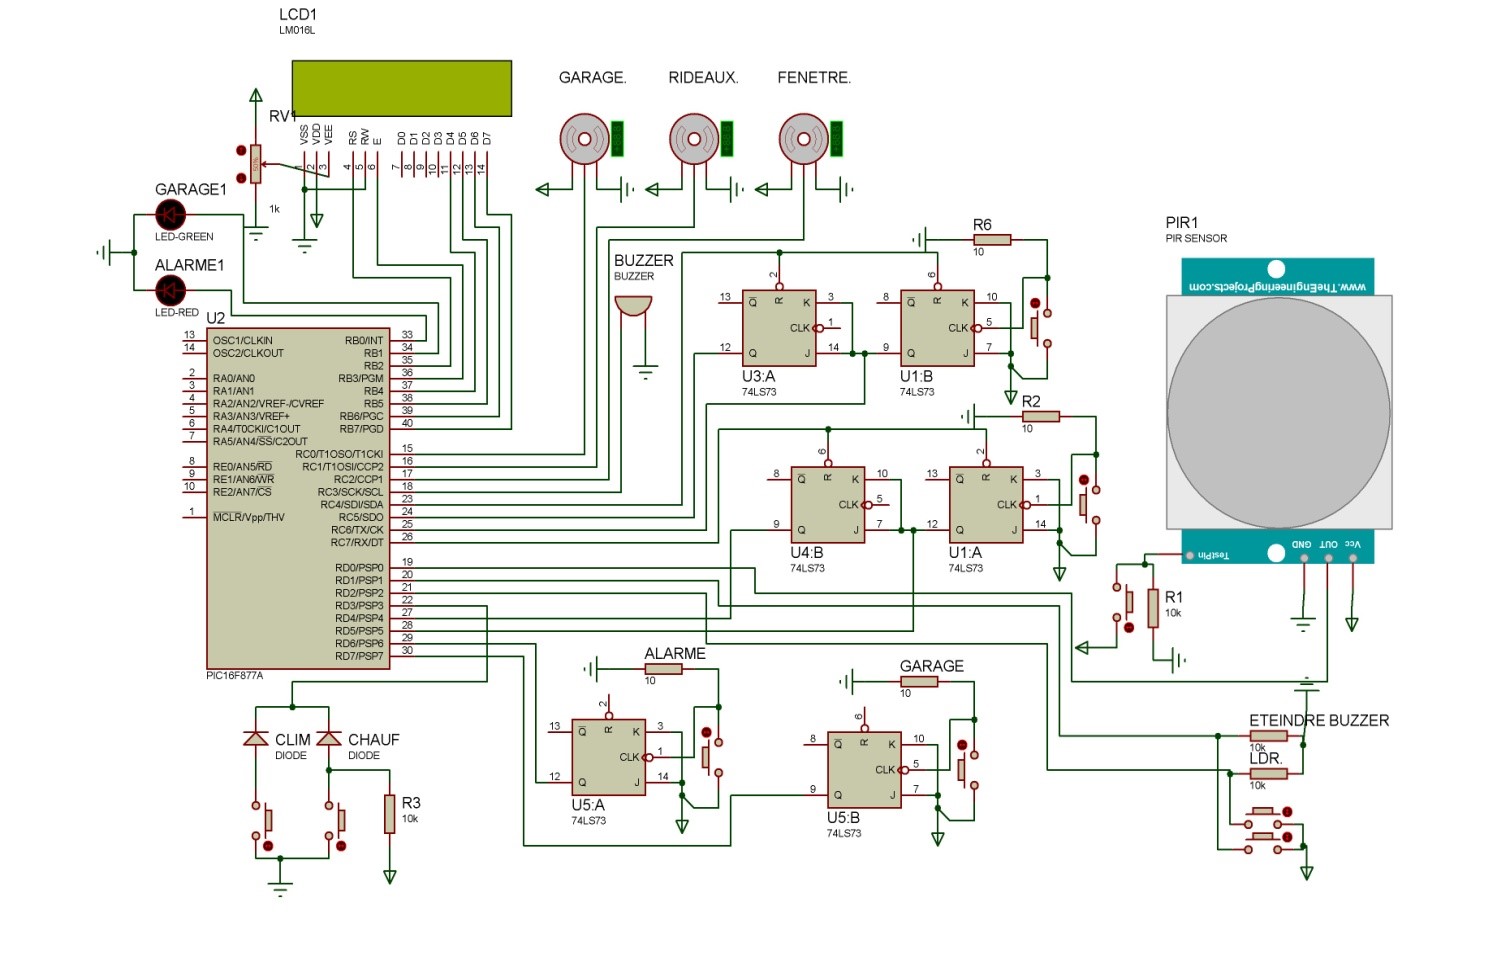 LCD1
LM016L
GARAGE.
RIDEAUX.
FENETRE.
RV1
1k
VSS
VDD
VEE
RS
RW
E
D0
D1
D2
D3
D4
D5
D6
D7
1
2
3
4
5
6
7
8
9
10
11
12
13
14
GARAGE1
LED-GREEN
ALARME1
LED-RED
BUZZER
BUZZER
R6
10
PIR1
PIR SENSOR
www.TheEngineeringProjects.com
U2
13 OSC1/CLKIN RB0/INT 33
14 OSC2/CLKOUT RB1 34
RB2 35
2 RA0/AN0 RB3/PGM 36
3 RA1/AN1 RB4 37
4 RA2/AN2/VREF-/CVREF RB5 38
5 RA3/AN3/VREF+ RB6/PGC 39
6 RA4/T0CKI/C1OUT RB7/PGD 40
7 RA5/AN4/SS/C2OUT
RC0/T1OSO/T1CKI 15
8 RE0/AN5/RD RC1/T1OSI/CCP2 16
9 RE1/AN6/WR RC2/CCP1 17
10 RE2/AN7/CS RC3/SCK/SCL 18
RC4/SDI/SDA 23
1 MCLR/Vpp/THV RC5/SDO 24
RC6/TX/CK 25
RC7/RX/DT 26
RD0/PSP0 19
RD1/PSP1 20
RD2/PSP2 21
RD3/PSP3 22
RD4/PSP4 27
RD5/PSP5 28
RD6/PSP6 29
RD7/PSP7 30
PIC16F877A
2
13 Q R K 3
CLK 1
12 Q J 14
U3:A
74LS73
6
8 Q R K 10
CLK 5
9 Q J 7
U1:B
74LS73
R2
10
6
8 Q R K 10
CLK 5
9 Q J 7
U4:B
74LS73
2
13 Q R K 3
CLK 1
12 Q J 14
U1:A
74LS73
TestPin
GND
OUT
Vcc
R1
10k
ALARME
10
2
13 Q R K 3
CLK 1
12 Q J 14
U5:A
74LS73
GARAGE
10
6
8 Q R K 10
CLK 5
9 Q J 7
U5:B
74LS73
ETEINDRE BUZZER
10k
LDR.
10k
CLIM
DIODE
CHAUF
DIODE
R3
10k